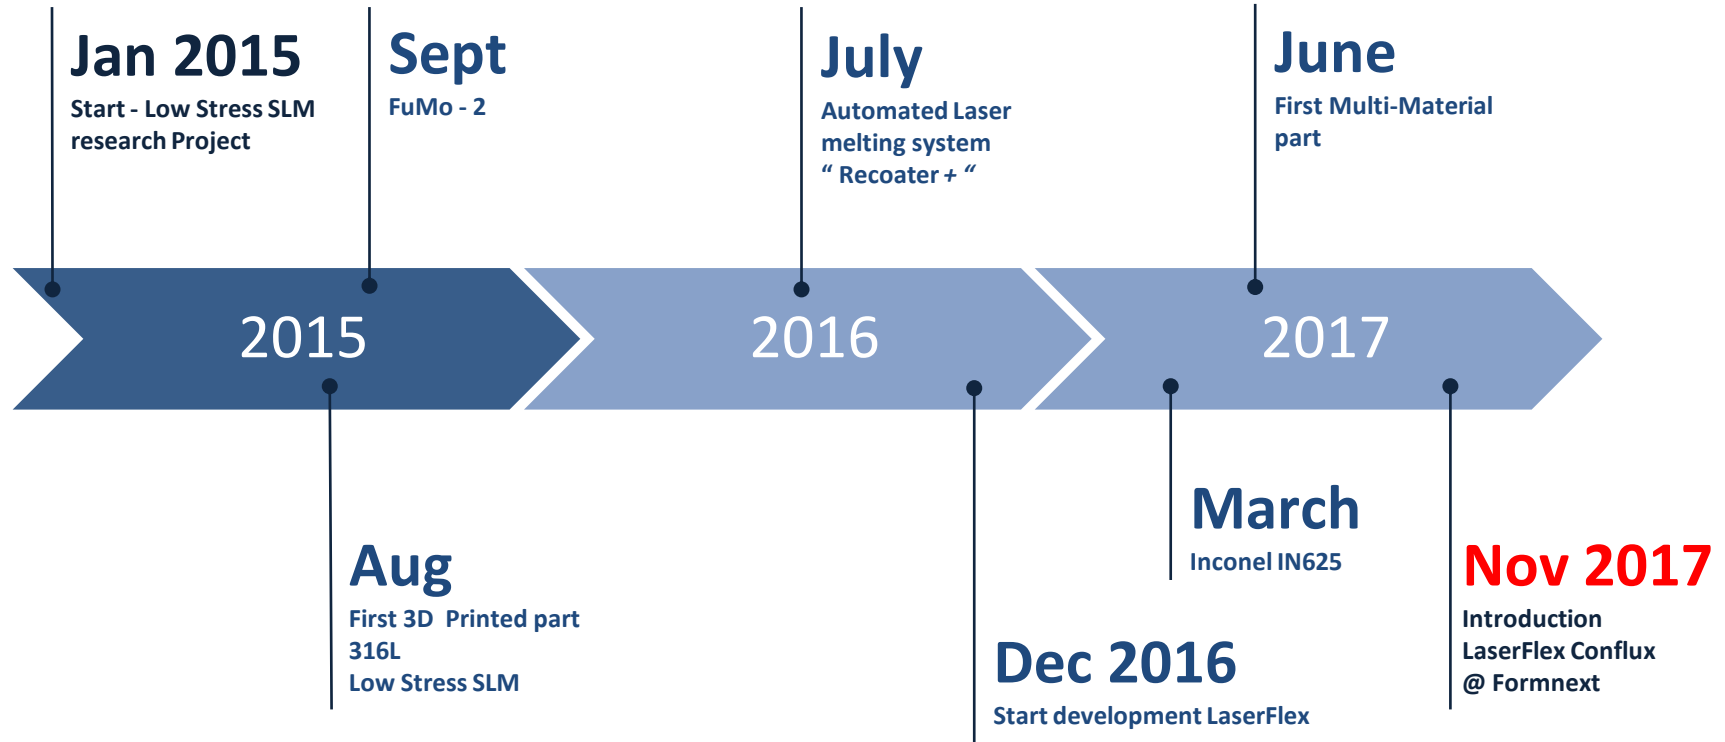 Jan 2015
Start - Low Stress SLM
research Project
Sept
FuMo - 2
July
Automated Laser
melting system
“ Recoater + “
June
First Multi-Material
part
2015
2016
2017
Aug
First 3D  Printed part
316L
Low Stress SLM
Dec 2016
Start development LaserFlex
March
Inconel IN625
Nov 2017
Introduction
LaserFlex Conflux
@ Formnext